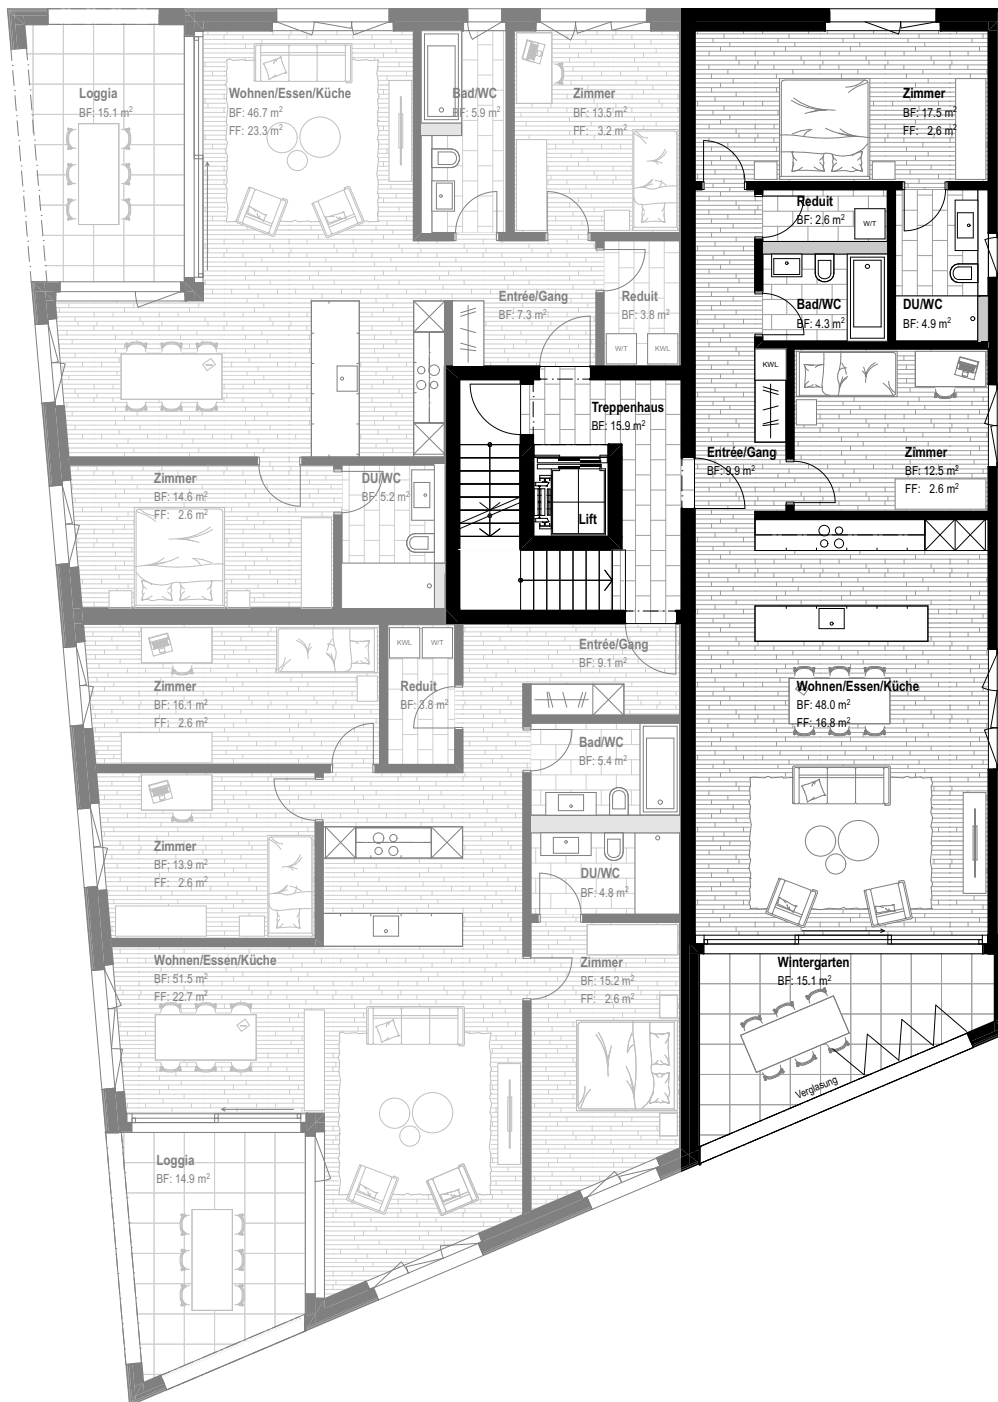 Loggia
BF: 15.1 m²
Wohnen/Essen/Küche
BF: 46.7 m²
FF: 23.3 m²
Bad/WC
BF: 5.9 m²
Zimmer
BF: 13.5 m²
FF: 3.2 m²
Zimmer
BF: 17.5 m²
FF: 2.6 m²
Reduit
BF: 2.6 m²
W/T
Bad/WC
BF: 4.3 m²
DU/WC
BF: 4.9 m²
Entrée/Gang
BF: 7.3 m²
Reduit
BF: 3.8 m²
W/T
KWL
KWL
Treppenhaus
BF: 15.9 m²
Lift
Entrée/Gang
BF: 9.9 m²
Zimmer
BF: 12.5 m²
FF: 2.6 m²
Zimmer
BF: 14.6 m²
FF: 2.6 m²
DU/WC
BF: 5.2 m²
Entrée/Gang
BF: 9.1 m²
KWL
W/T
Reduit
BF: 3.8 m²
Zimmer
BF: 16.1 m²
FF: 2.6 m²
Wohnen/Essen/Küche
BF: 48.0 m²
FF: 16.8 m²
Bad/WC
BF: 5.4 m²
Zimmer
BF: 13.9 m²
FF: 2.6 m²
DU/WC
BF: 4.8 m²
Wohnen/Essen/Küche
BF: 51.5 m²
FF: 22.7 m²
Zimmer
BF: 15.2 m²
FF: 2.6 m²
Wintergarten
BF: 15.1 m²
Verglasung
Loggia
BF: 14.9 m²